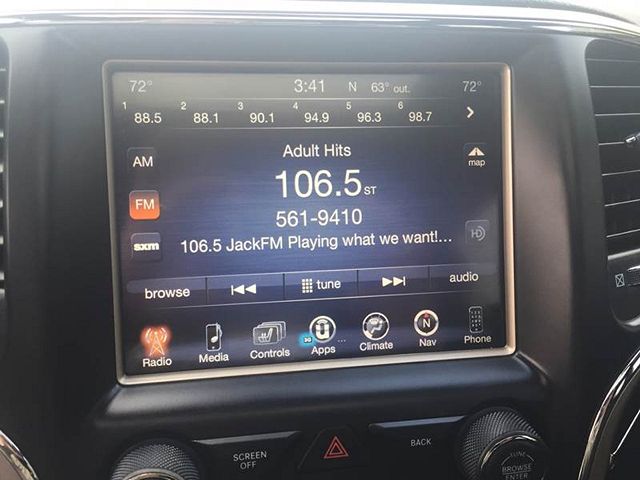 72° 3:41 N 63° out. 72°
1 2 3 4 5 6
88.5 88.1 90.1 94.9 96.3 98.7
Adult Hits
AM
map
106.5 ST
FM
561-9410
HD
sxm
106.5 JackFM Playing what we want!...
browse tune audio
3G ...
Radio Media Controls Apps Climate Nav Phone
N
SCREEN OFF
BACK
TUNE
BROWSE
ENTER